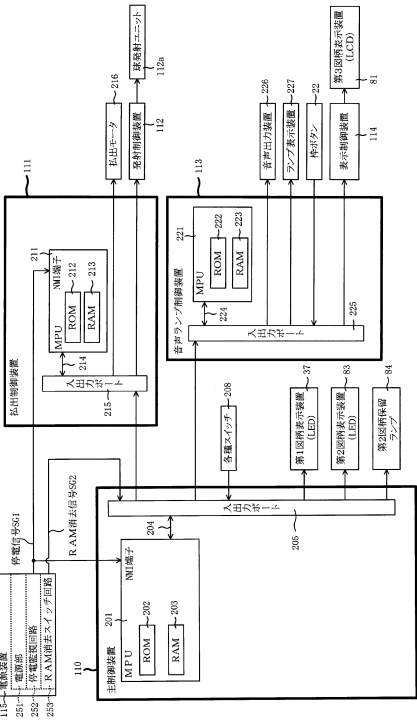 115
電源装置
251
電源部
252
停電監視回路
253
RAM消去スイッチ回路
停電信号SG1
RAM消去信号SG2
110
主制御装置
201
MPU
NMI端子
ROM
202
RAM
203
204
入出力ポート
205
111
払出制御装置
211
MPU
NMI端子
ROM
212
RAM
213
214
入出力ポート
215
払出モータ
216
発射制御装置
112
球発射ユニット
112a
113
音声ランプ制御装置
221
MPU
ROM
222
RAM
223
224
入出力ポート
225
音声出力装置
226
ランプ表示装置
227
枠ボタン
22
表示制御装置
114
第3図柄表示装置
(LCD)
81
各種スイッチ
208
第1図柄表示装置
(LED)
37
第2図柄表示装置
(LED)
83
第2図柄保留
ランプ
84